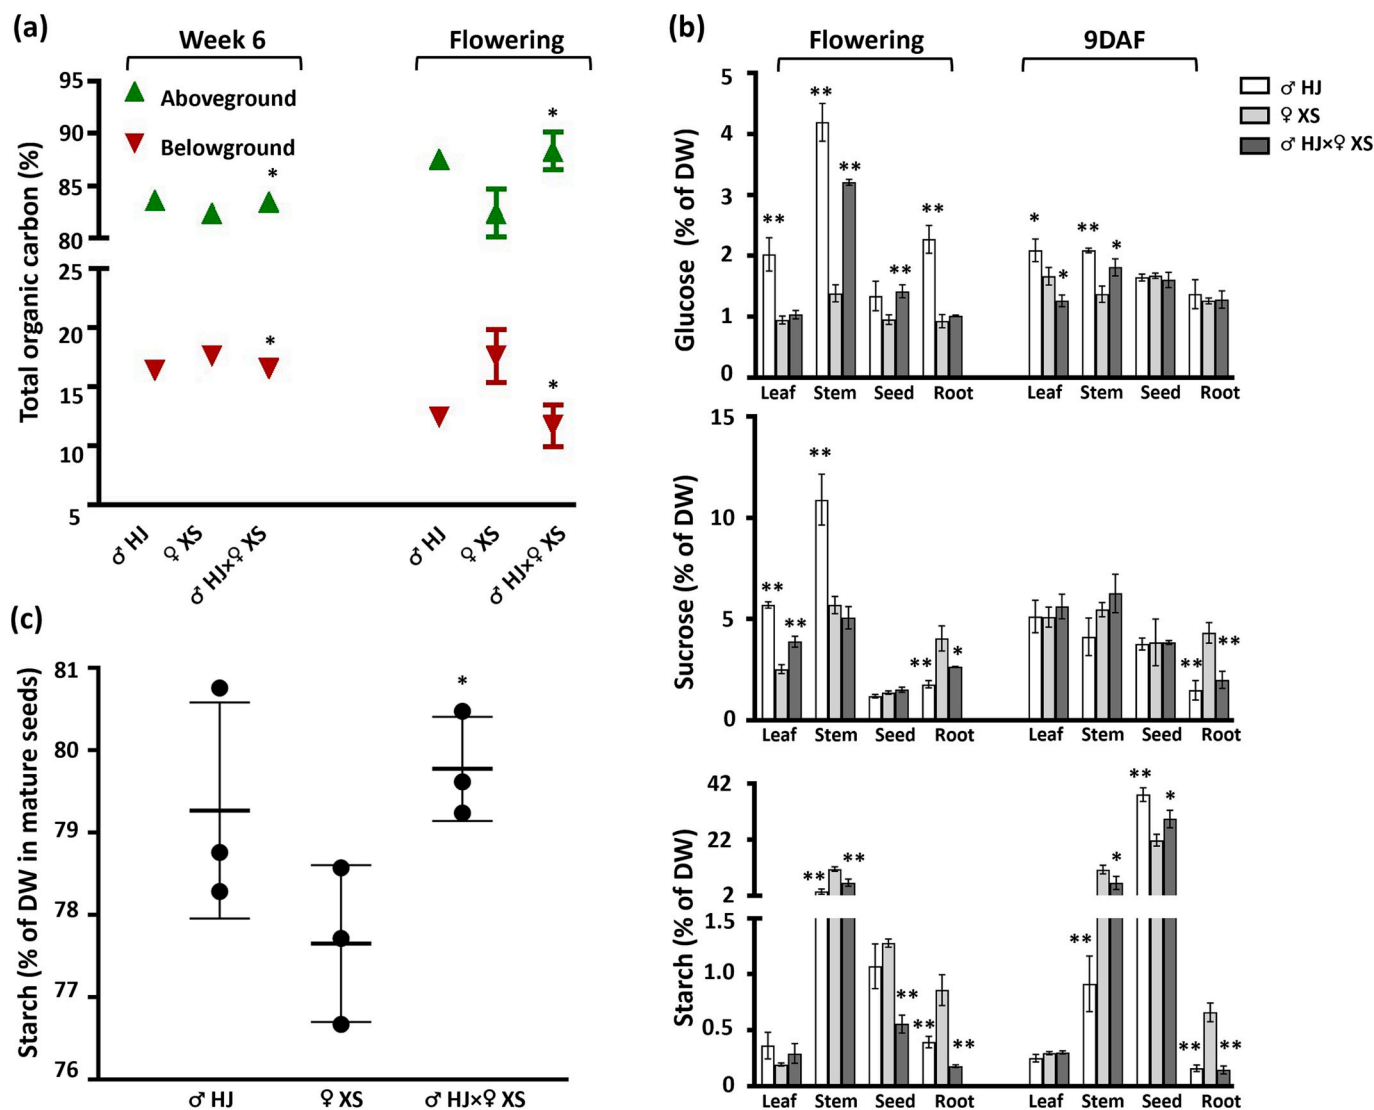 (a)
Week 6
Flowering
Aboveground
Belowground
Total organic carbon (%)
95
90
85
80
25
20
15
10
5
*
*
*
*
♂ HJ
♀ XS
♂ HJ×♀ XS
♂ HJ
♀ XS
♂ HJ×♀ XS
(b)
Flowering
9DAF
♂ HJ
♀ XS
♂ HJ×♀ XS
Glucose (% of DW)
5
4
3
2
1
0
** ** ** ** ** * * ** *
Leaf Stem Seed Root Leaf Stem Seed Root
Sucrose (% of DW)
15
10
5
0
** ** ** ** * ** **
Leaf Stem Seed Root Leaf Stem Seed Root
Starch (% of DW)
42
22
2
1.5
1.0
0.5
0
** ** ** ** ** ** * ** * ** **
Leaf Stem Seed Root Leaf Stem Seed Root
(c)
Starch (% of DW in mature seeds)
81
80
79
78
77
76
*
♂ HJ ♀ XS ♂ HJ×♀ XS